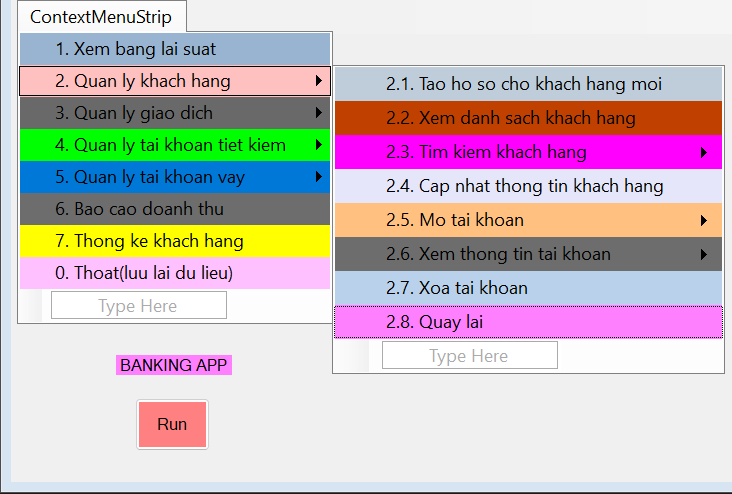 ContextMenuStrip
1. Xem bang lai suat
2. Quan ly khach hang
3. Quan ly giao dich
4. Quan ly tai khoan tiet kiem
5. Quan ly tai khoan vay
6. Bao cao doanh thu
7. Thong ke khach hang
0. Thoat(luu lai du lieu)
Type Here
2.1. Tao ho so cho khach hang moi
2.2. Xem danh sach khach hang
2.3. Tim kiem khach hang
2.4. Cap nhat thong tin khach hang
2.5. Mo tai khoan
2.6. Xem thong tin tai khoan
2.7. Xoa tai khoan
2.8. Quay lai
Type Here
BANKING APP
Run